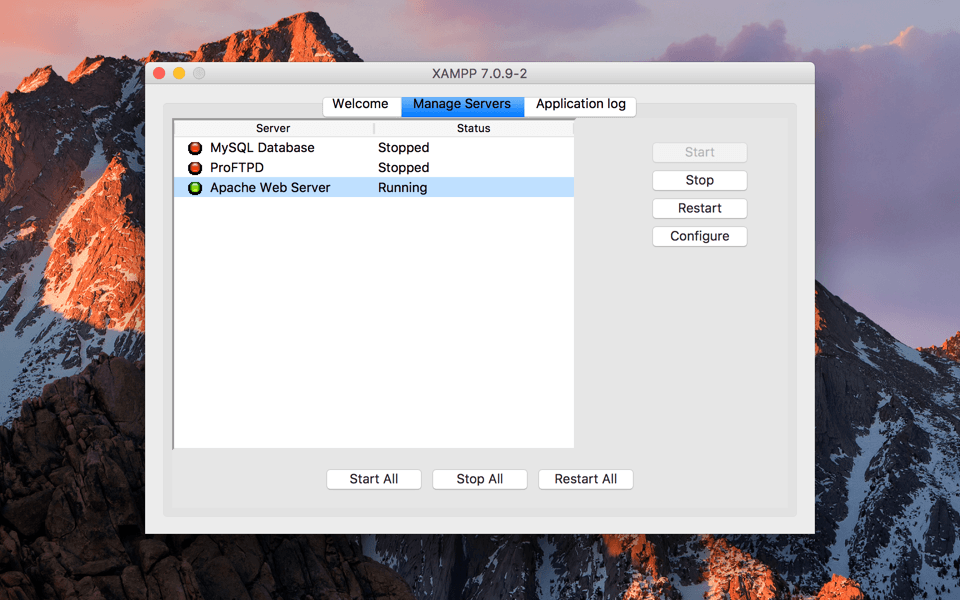 XAMPP 7.0.9-2
Welcome Manage Servers Application log
Server Status
MySQL Database Stopped
ProFTPD Stopped
Apache Web Server Running
Start
Stop
Restart
Configure
Start All Stop All Restart All